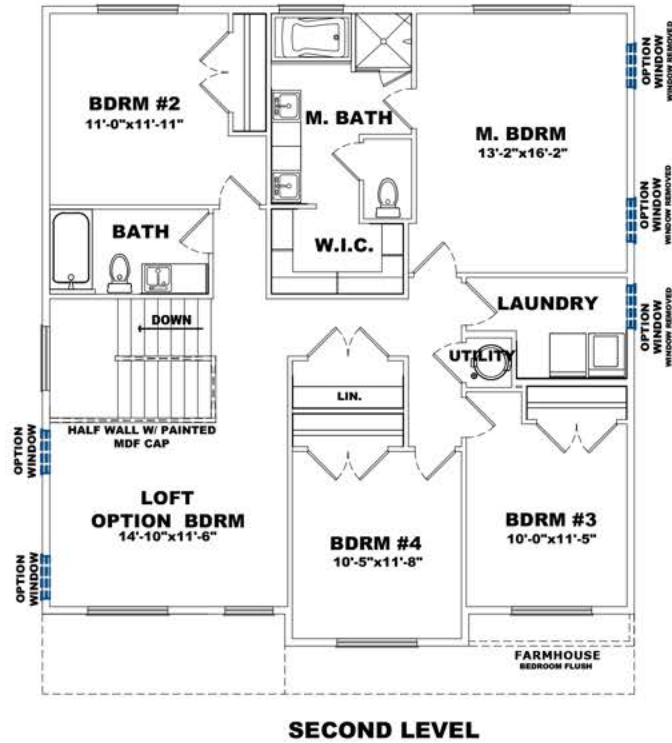 OPTION
WINDOW
WINDOW REMOVED
BDRM #2
11'-0"x11'-11"
M. BATH
M. BDRM
13'-2"x16'-2"
OPTION
WINDOW
WINDOW REMOVED
BATH
W.I.C.
LAUNDRY
OPTION
WINDOW
WINDOW REMOVED
DOWN
UTILITY
LIN.
HALF WALL W/ PAINTED
MDF CAP
OPTION
WINDOW
LOFT
OPTION BDRM
14'-10"x11'-6"
BDRM #4
10'-5"x11'-8"
BDRM #3
10'-0"x11'-5"
OPTION
WINDOW
FARMHOUSE
BEDROOM FLUSH
SECOND LEVEL